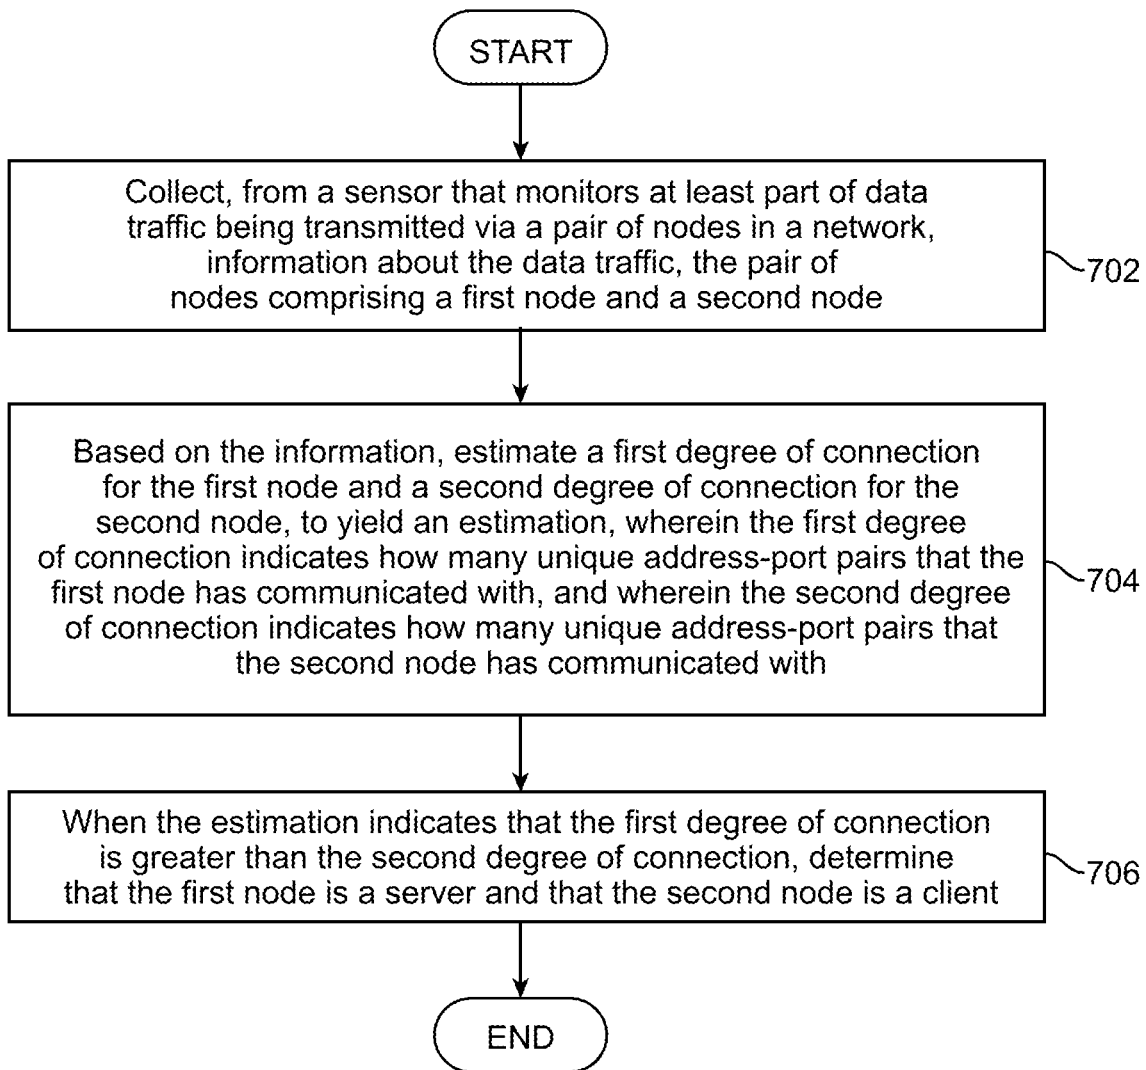 START
Collect, from a sensor that monitors at least part of data
traffic being transmitted via a pair of nodes in a network,
information about the data traffic, the pair of
nodes comprising a first node and a second node
702
Based on the information, estimate a first degree of connection
for the first node and a second degree of connection for the
second node, to yield an estimation, wherein the first degree
of connection indicates how many unique address-port pairs that the
first node has communicated with, and wherein the second degree
of connection indicates how many unique address-port pairs that
the second node has communicated with
704
When the estimation indicates that the first degree of connection
is greater than the second degree of connection, determine
that the first node is a server and that the second node is a client
706
END